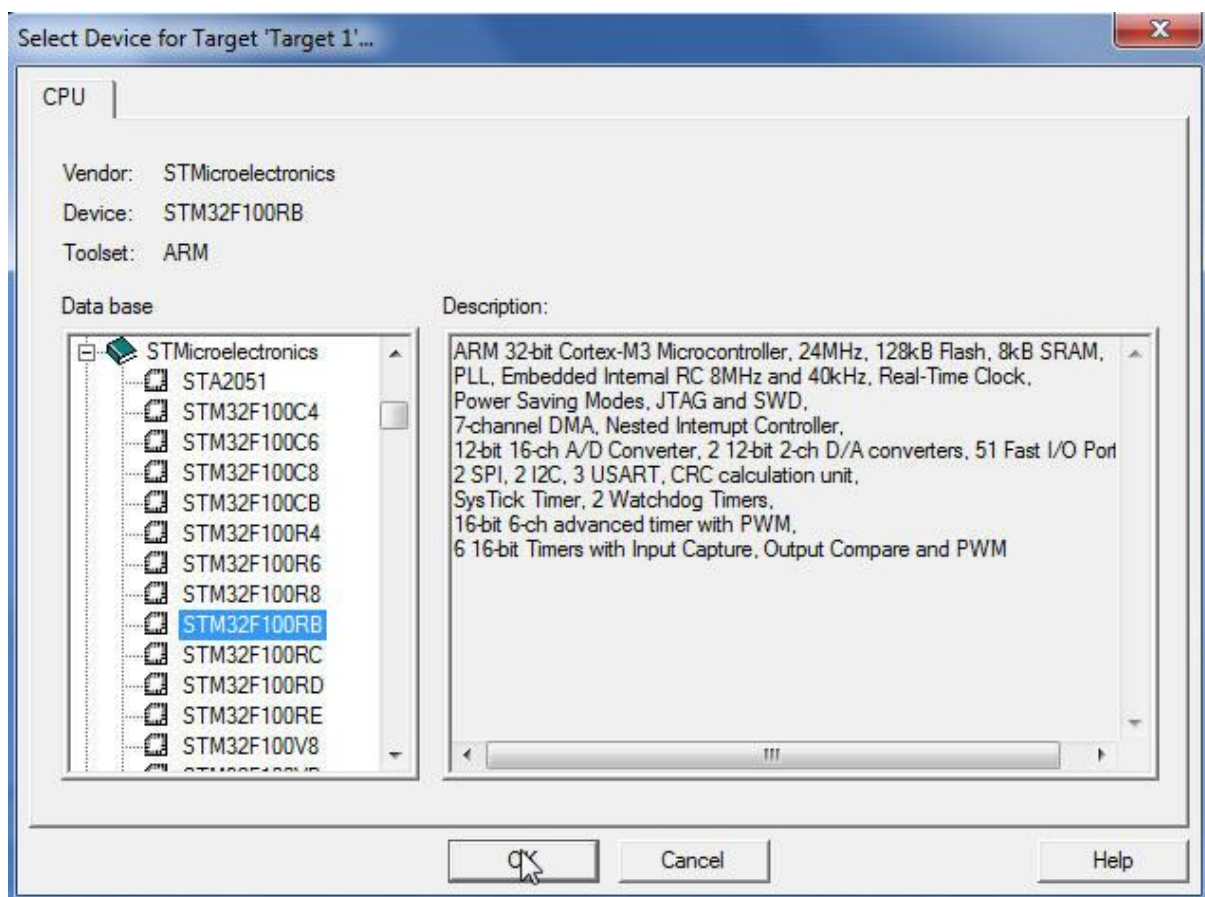 Select Device for Target 'Target 1'...
CPU
Vendor: STMicroelectronics
Device: STM32F100RB
Toolset: ARM
Data base
Description:
STMicroelectronics
STA2051
STM32F100C4
STM32F100C6
STM32F100C8
STM32F100CB
STM32F100R4
STM32F100R6
STM32F100R8
STM32F100RB
STM32F100RC
STM32F100RD
STM32F100RE
STM32F100V8
ARM 32-bit Cortex-M3 Microcontroller, 24MHz, 128kB Flash, 8kB SRAM,
PLL, Embedded Internal RC 8MHz and 40kHz, Real-Time Clock,
Power Saving Modes, JTAG and SWD,
7-channel DMA, Nested Interrupt Controller,
12-bit 16-ch A/D Converter, 2 12-bit 2-ch D/A converters, 51 Fast I/O Port
2 SPI, 2 I2C, 3 USART, CRC calculation unit,
SysTick Timer, 2 Watchdog Timers,
16-bit 6-ch advanced timer with PWM,
6 16-bit Timers with Input Capture, Output Compare and PWM
OK
Cancel
Help